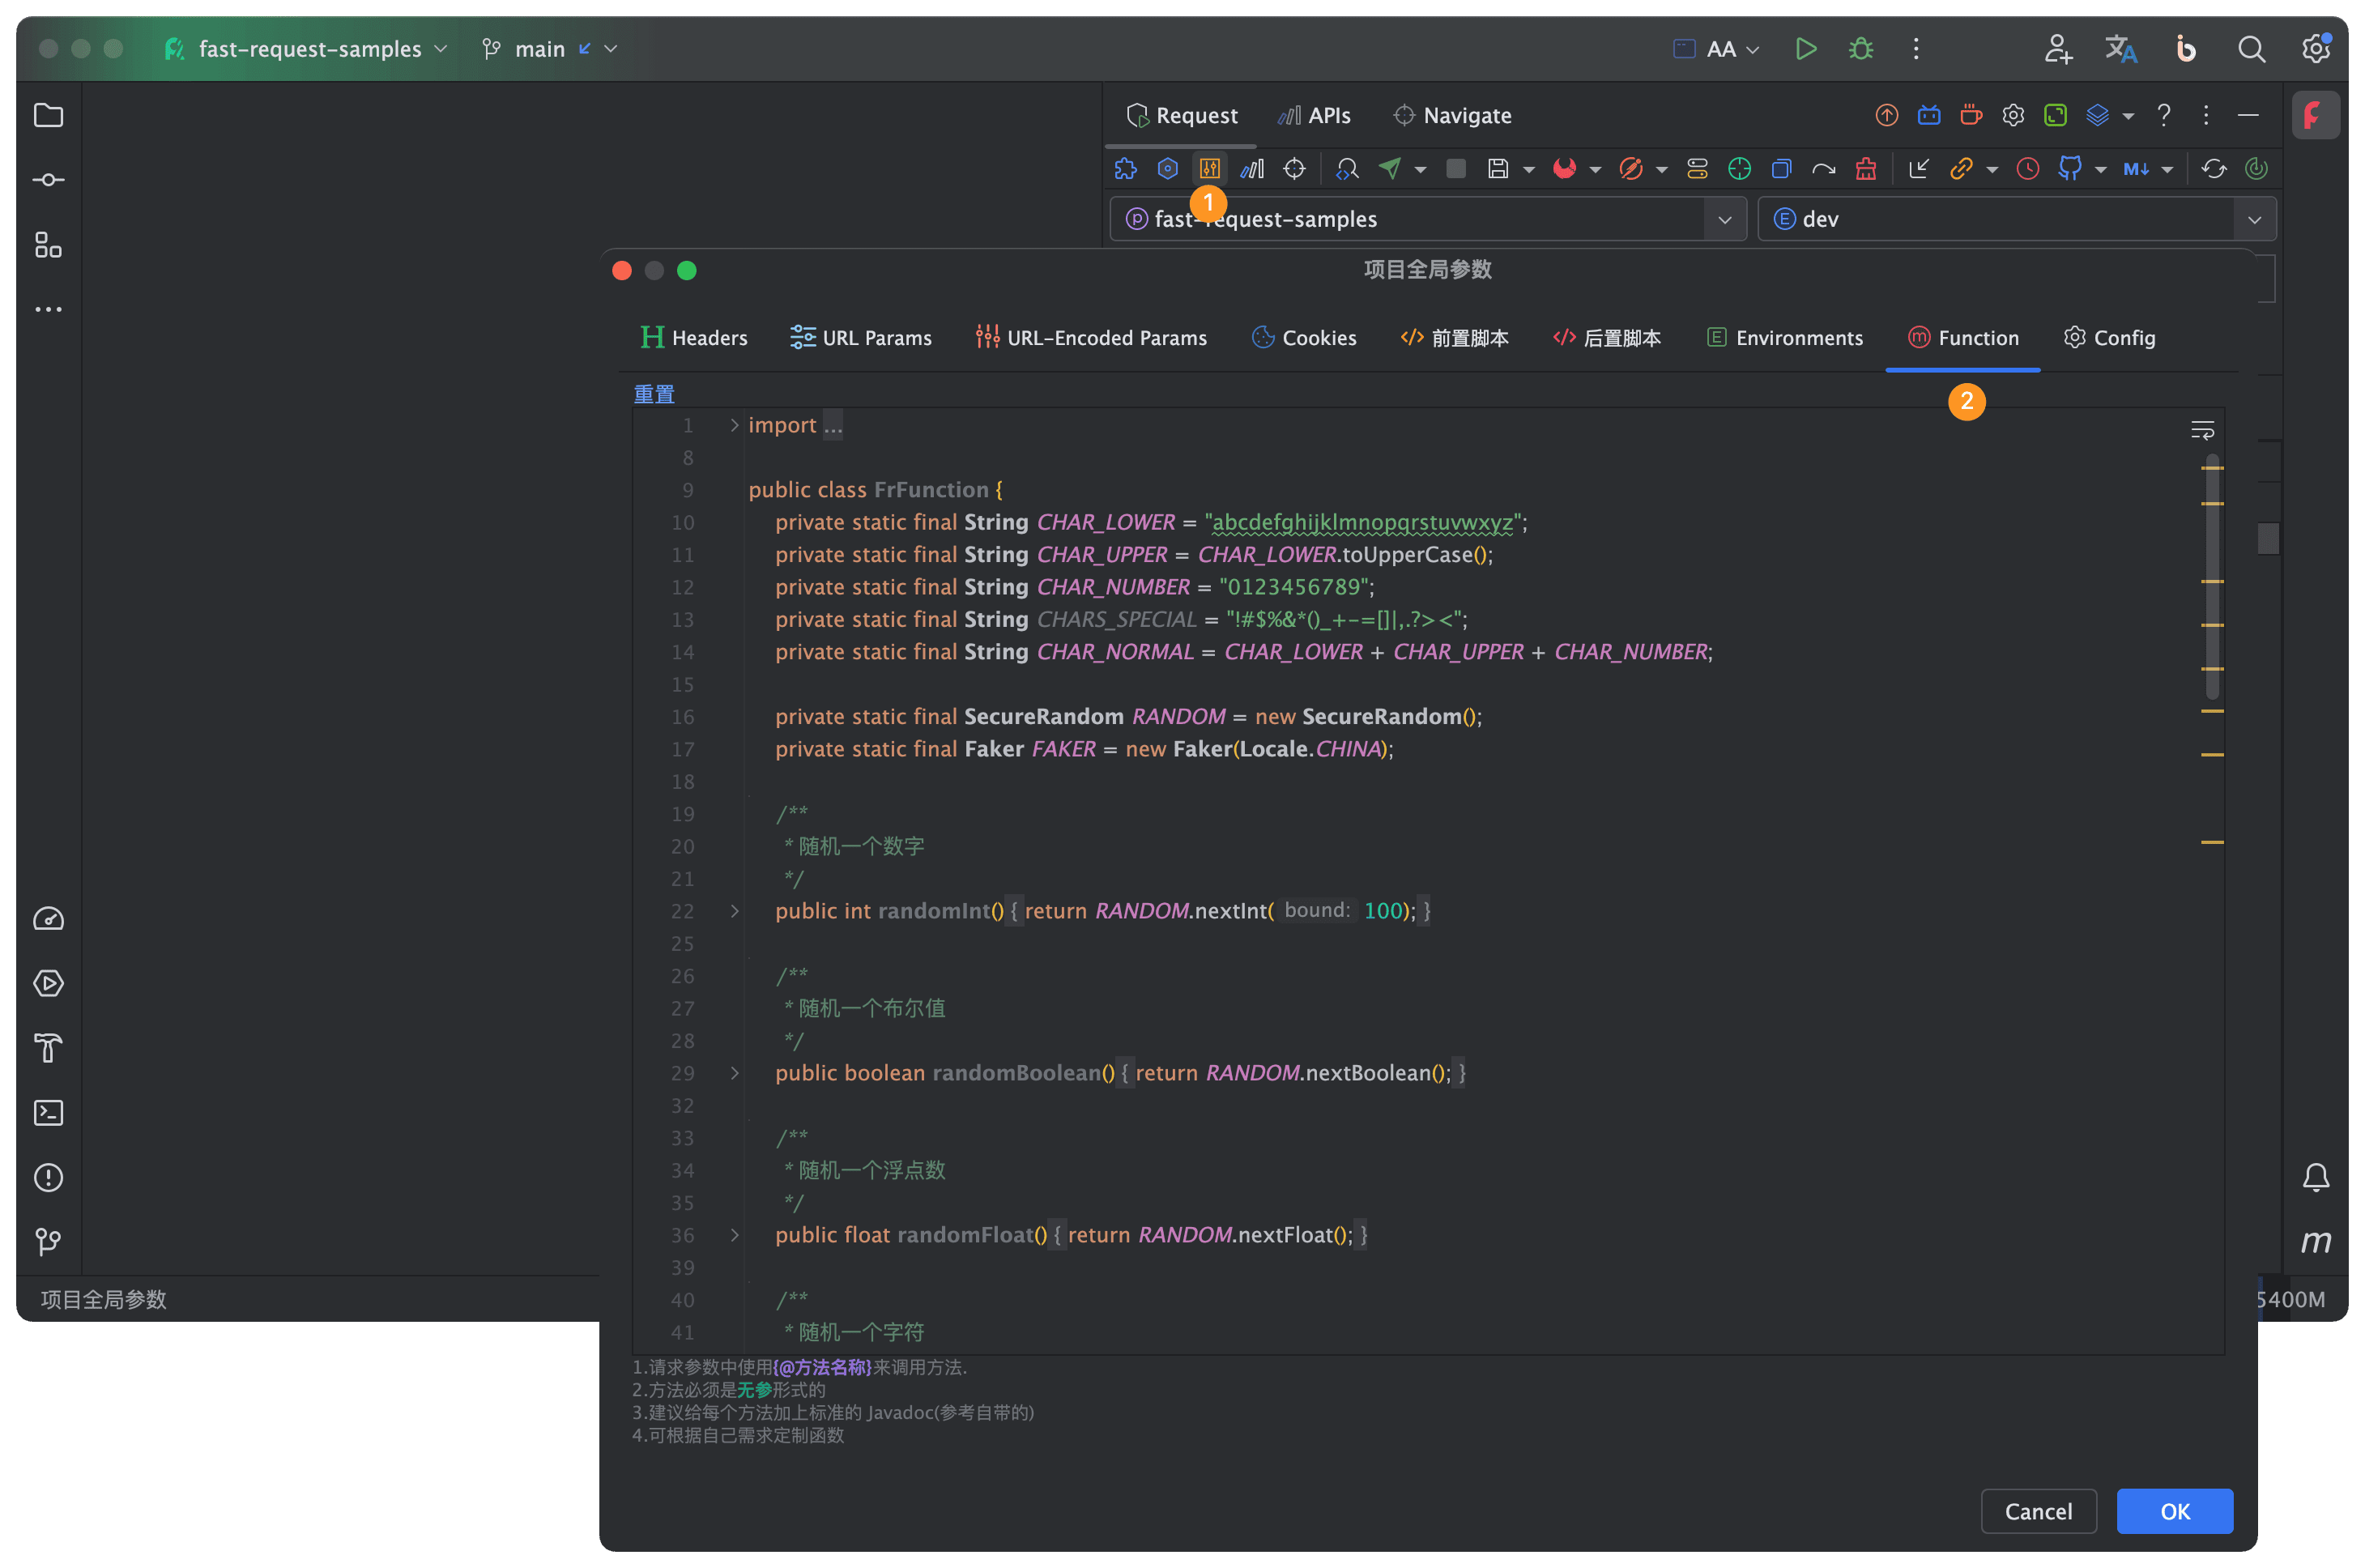 fast-request-samples
main
AA
Request
APIs
Navigate
fast-request-samples
dev
1
项目全局参数
Headers
URL Params
URL-Encoded Params
Cookies
前置脚本
后置脚本
Environments
Function
Config
2
重置
1 import ...
8
9 public class FrFunction {
10 private static final String CHAR_LOWER = "abcdefghijklmnopqrstuvwxyz";
11 private static final String CHAR_UPPER = CHAR_LOWER.toUpperCase();
12 private static final String CHAR_NUMBER = "0123456789";
13 private static final String CHARS_SPECIAL = "!#$%&*()_+-=[]|,.?><";
14 private static final String CHAR_NORMAL = CHAR_LOWER + CHAR_UPPER + CHAR_NUMBER;
15
16 private static final SecureRandom RANDOM = new SecureRandom();
17 private static final Faker FAKER = new Faker(Locale.CHINA);
18
19 /**
20 * 随机一个数字
21 */
22 public int randomInt() { return RANDOM.nextInt( bound: 100); }
25
26 /**
27 * 随机一个布尔值
28 */
29 public boolean randomBoolean() { return RANDOM.nextBoolean(); }
32
33 /**
34 * 随机一个浮点数
35 */
36 public float randomFloat() { return RANDOM.nextFloat(); }
39
40 /**
41 * 随机一个字符
1.请求参数中使用{@方法名称}来调用方法.
2.方法必须是无参形式的
3.建议给每个方法加上标准的 Javadoc(参考自带的)
4.可根据自己需求定制函数
Cancel
OK
项目全局参数
5400M